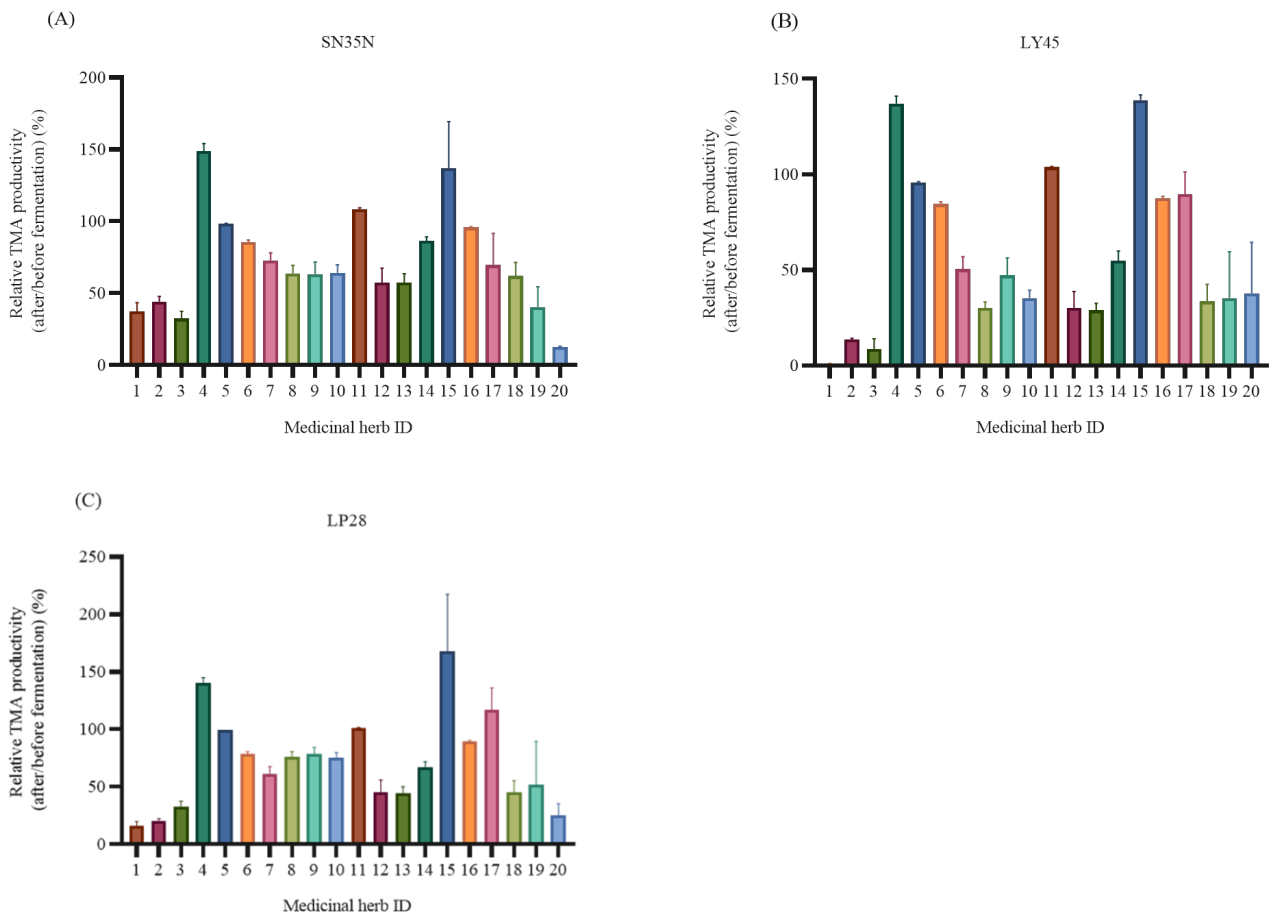 (A)
SN35N
Relative TMA productivity
(after/before fermentation) (%)
200
150
100
50
0
1 2 3 4 5 6 7 8 9 10 11 12 13 14 15 16 17 18 19 20
Medicinal herb ID
(B)
LY45
Relative TMA productivity
(after/before fermentation) (%)
150
100
50
0
1 2 3 4 5 6 7 8 9 10 11 12 13 14 15 16 17 18 19 20
Medicinal herb ID
(C)
LP28
Relative TMA productivity
(after/before fermentation) (%)
250
200
150
100
50
0
1 2 3 4 5 6 7 8 9 10 11 12 13 14 15 16 17 18 19 20
Medicinal herb ID